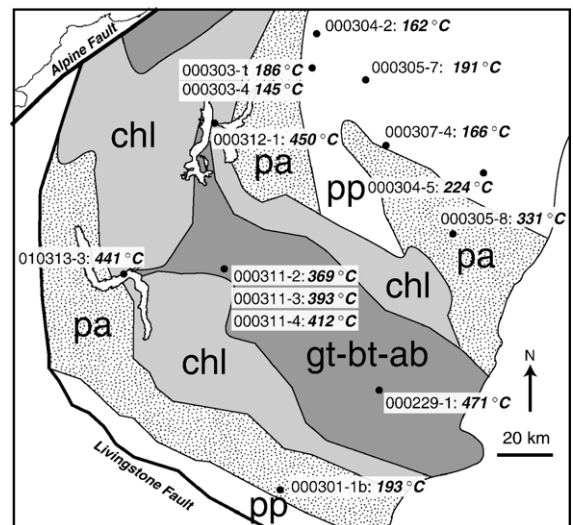 Alpine Fault
000304-2: 162 °C
000303-1: 186 °C
000303-4: 145 °C
000305-7: 191 °C
chl
000312-1: 450 °C
000307-4: 166 °C
pa
pp
000304-5: 224 °C
000305-8: 331 °C
010313-3: 441 °C
000311-2: 369 °C
000311-3: 393 °C
000311-4: 412 °C
pa
chl
pa
chl
gt-bt-ab
N
000229-1: 471 °C
20 km
Livingstone Fault
000301-1b: 193 °C
pp